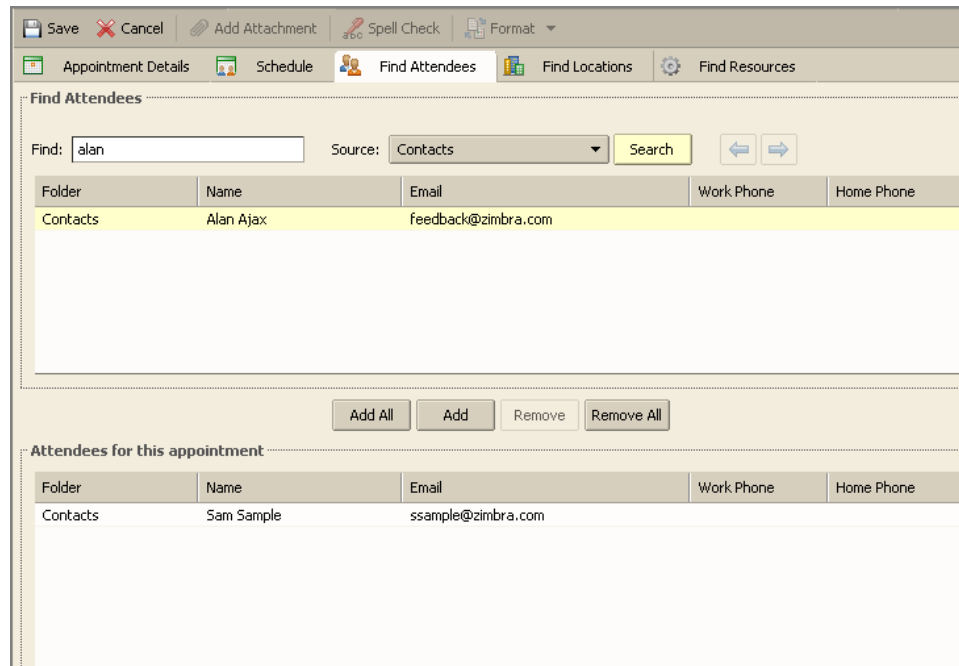 Save Cancel Add Attachment abc Spell Check Format
Appointment Details Schedule Find Attendees Find Locations Find Resources
Find Attendees
Find: alan Source: Contacts Search
Folder Name Email Work Phone Home Phone
Contacts Alan Ajax feedback@zimbra.com
Add All Add Remove Remove All
Attendees for this appointment
Folder Name Email Work Phone Home Phone
Contacts Sam Sample ssample@zimbra.com